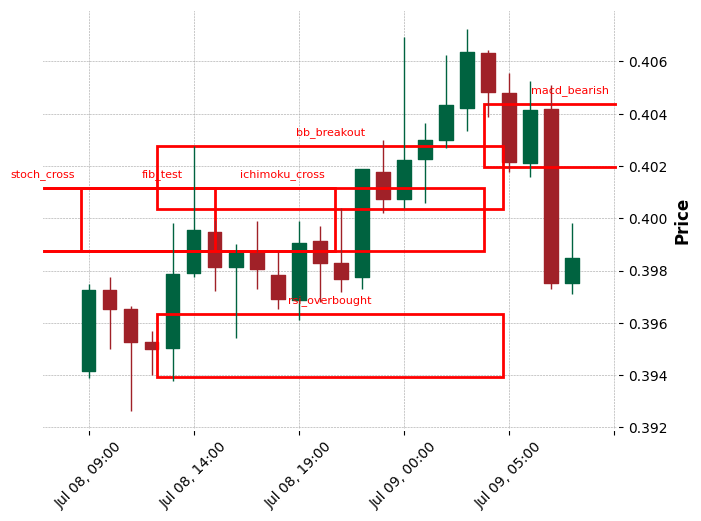 0.406
macd_bearish
0.404
bb_breakout
0.402
stoch_cross
fib_test
ichimoku_cross
0.400
Price
0.398
rsi_overbought
0.396
0.394
0.392
Jul 08, 09:00
Jul 08, 14:00
Jul 08, 19:00
Jul 09, 00:00
Jul 09, 05:00